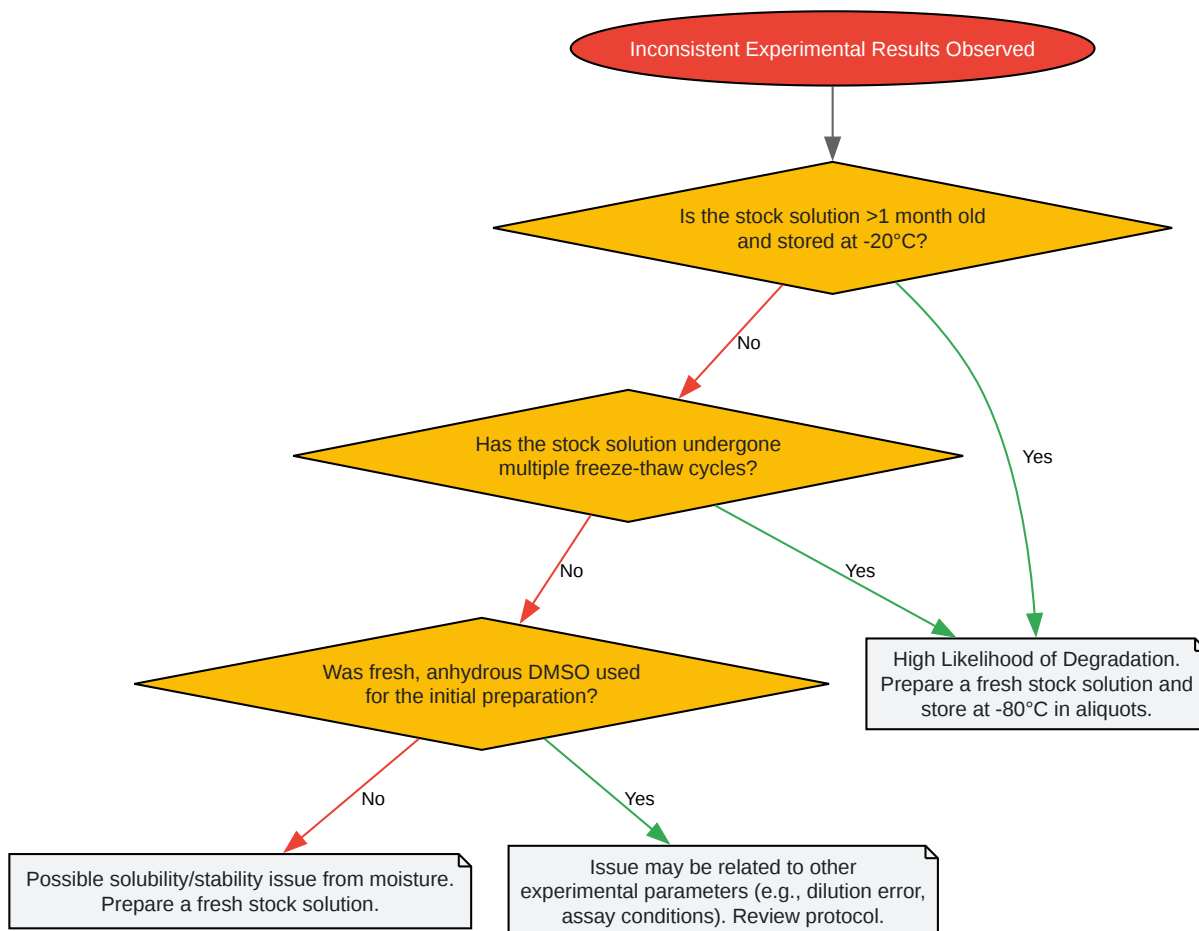 Inconsistent Experimental Results Observed
Is the stock solution >1 month old
and stored at -20°C?
No
Yes
Has the stock solution undergone
multiple freeze-thaw cycles?
No
Yes
Was fresh, anhydrous DMSO used
for the initial preparation?
High Likelihood of Degradation.
Prepare a fresh stock solution and
store at -80°C in aliquots.
No
Yes
Possible solubility/stability issue from moisture.
Prepare a fresh stock solution.
Issue may be related to other
experimental parameters (e.g., dilution error,
assay conditions). Review protocol.